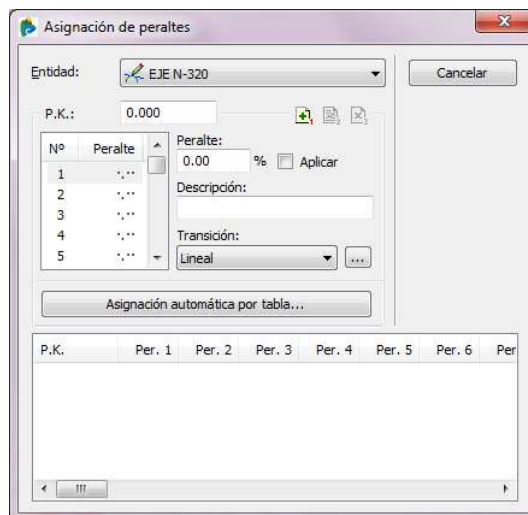 Asignación de peraltes
Entidad: EJE N-320 Cancelar
P.K.: 0.000
Nº Peralte
1 -.--
2 -.--
3 -.--
4 -.--
5 -.--
Peralte:
0.00 % Aplicar
Descripción:
Transición:
Lineal ...
Asignación automática por tabla...
P.K. Per. 1 Per. 2 Per. 3 Per. 4 Per. 5 Per. 6 Per